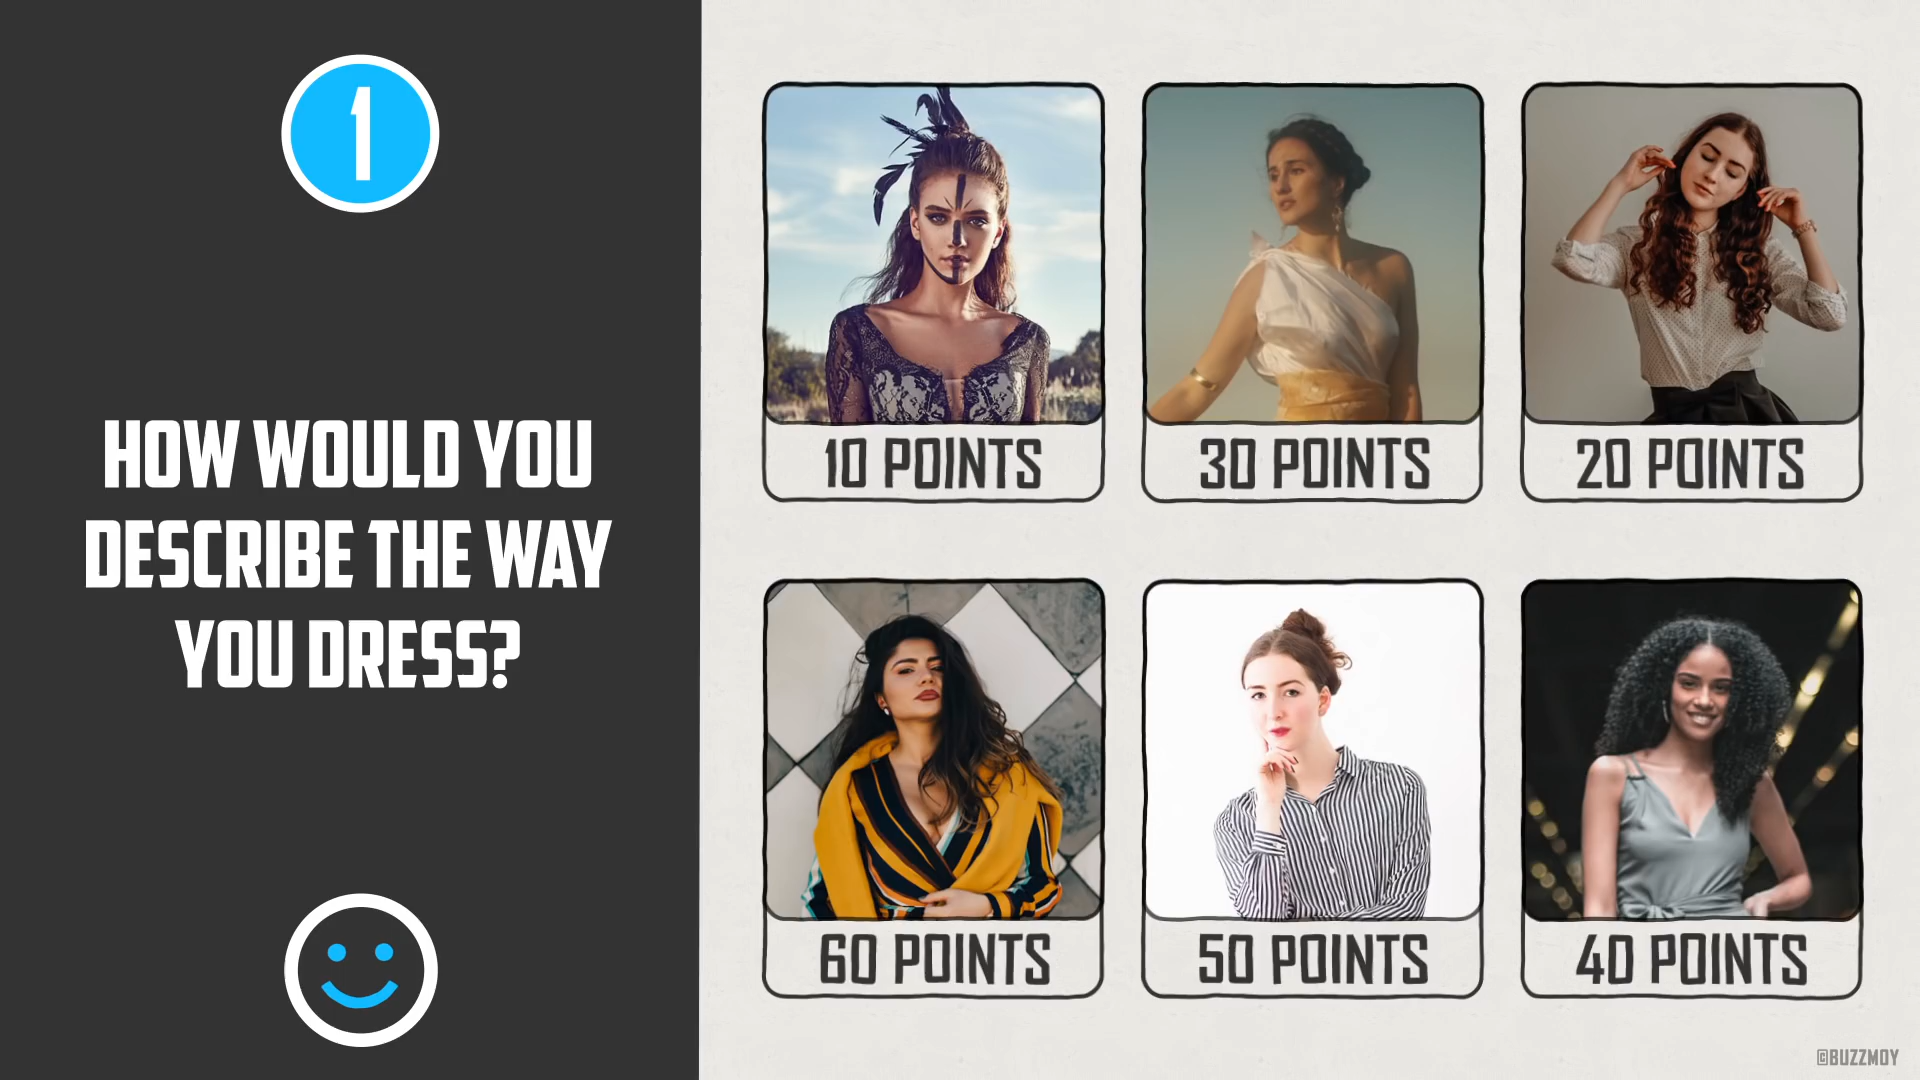 1
HOW WOULD YOU
DESCRIBE THE WAY
YOU DRESS?
10 POINTS
30 POINTS
20 POINTS
60 POINTS
50 POINTS
40 POINTS
©BUZZMOY